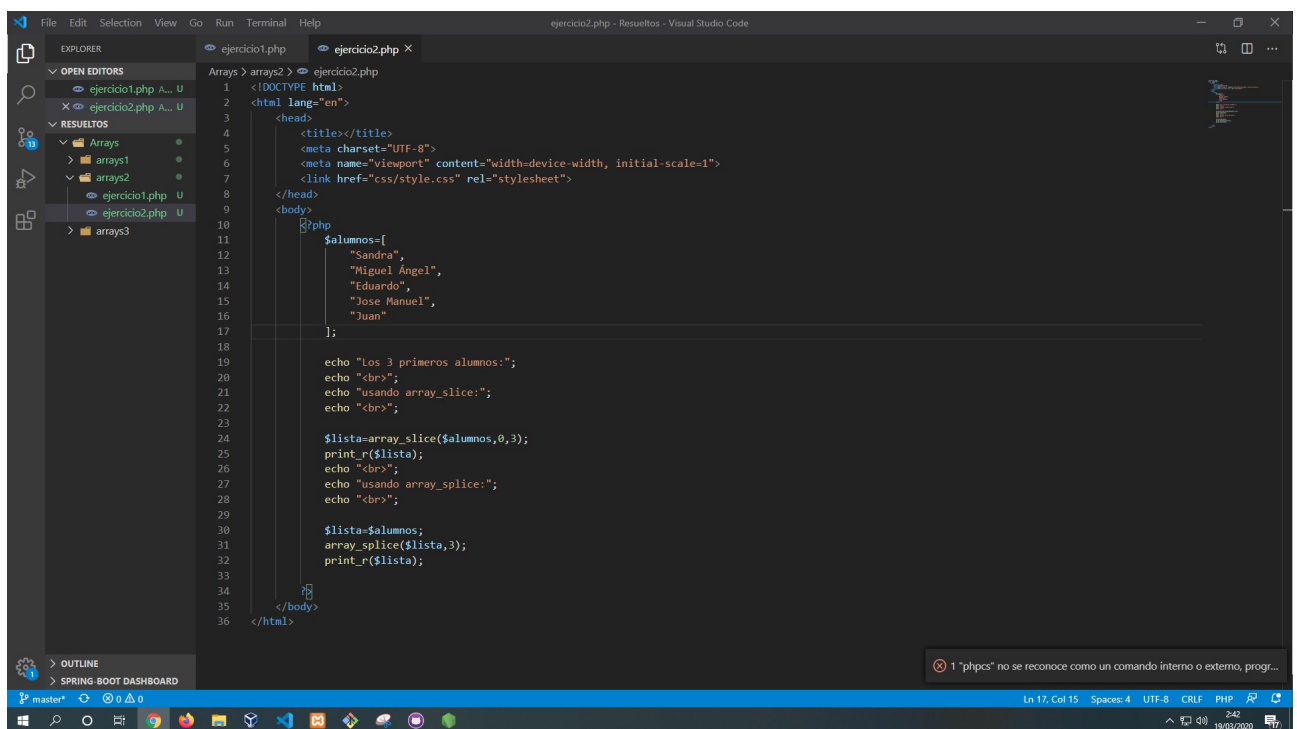 File Edit Selection View Go Run Terminal Help
ejercicio2.php - Resueltos - Visual Studio Code
EXPLORER
OPEN EDITORS
ejercicio1.php A... U
ejercicio2.php A... U
RESUELTOS
Arrays
arrays1
arrays2
ejercicio1.php U
ejercicio2.php U
arrays3
OUTLINE
SPRING-BOOT DASHBOARD
13
1
ejercicio1.php
ejercicio2.php
Arrays > arrays2 > ejercicio2.php
1 <!DOCTYPE html>
2 <html lang="en">
3 <head>
4 <title></title>
5 <meta charset="UTF-8">
6 <meta name="viewport" content="width=device-width, initial-scale=1">
7 <link href="css/style.css" rel="stylesheet">
8 </head>
9 <body>
10 <?php
11 $alumnos=[
12 "Sandra",
13 "Miguel Ángel",
14 "Eduardo",
15 "Jose Manuel",
16 "Juan"
17 ];
18
19 echo "Los 3 primeros alumnos:";
20 echo "<br>";
21 echo "usando array_slice:";
22 echo "<br>";
23
24 $lista=array_slice($alumnos,0,3);
25 print_r($lista);
26 echo "<br>";
27 echo "usando array_splice:";
28 echo "<br>";
29
30 $lista=$alumnos;
31 array_splice($lista,3);
32 print_r($lista);
33
34 ?>
35 </body>
36 </html>
1 "phpcs" no se reconoce como un comando interno o externo, progr...
master* 0 0
Ln 17, Col 15 Spaces: 4 UTF-8 CRLF PHP
2:42
19/03/2020
17